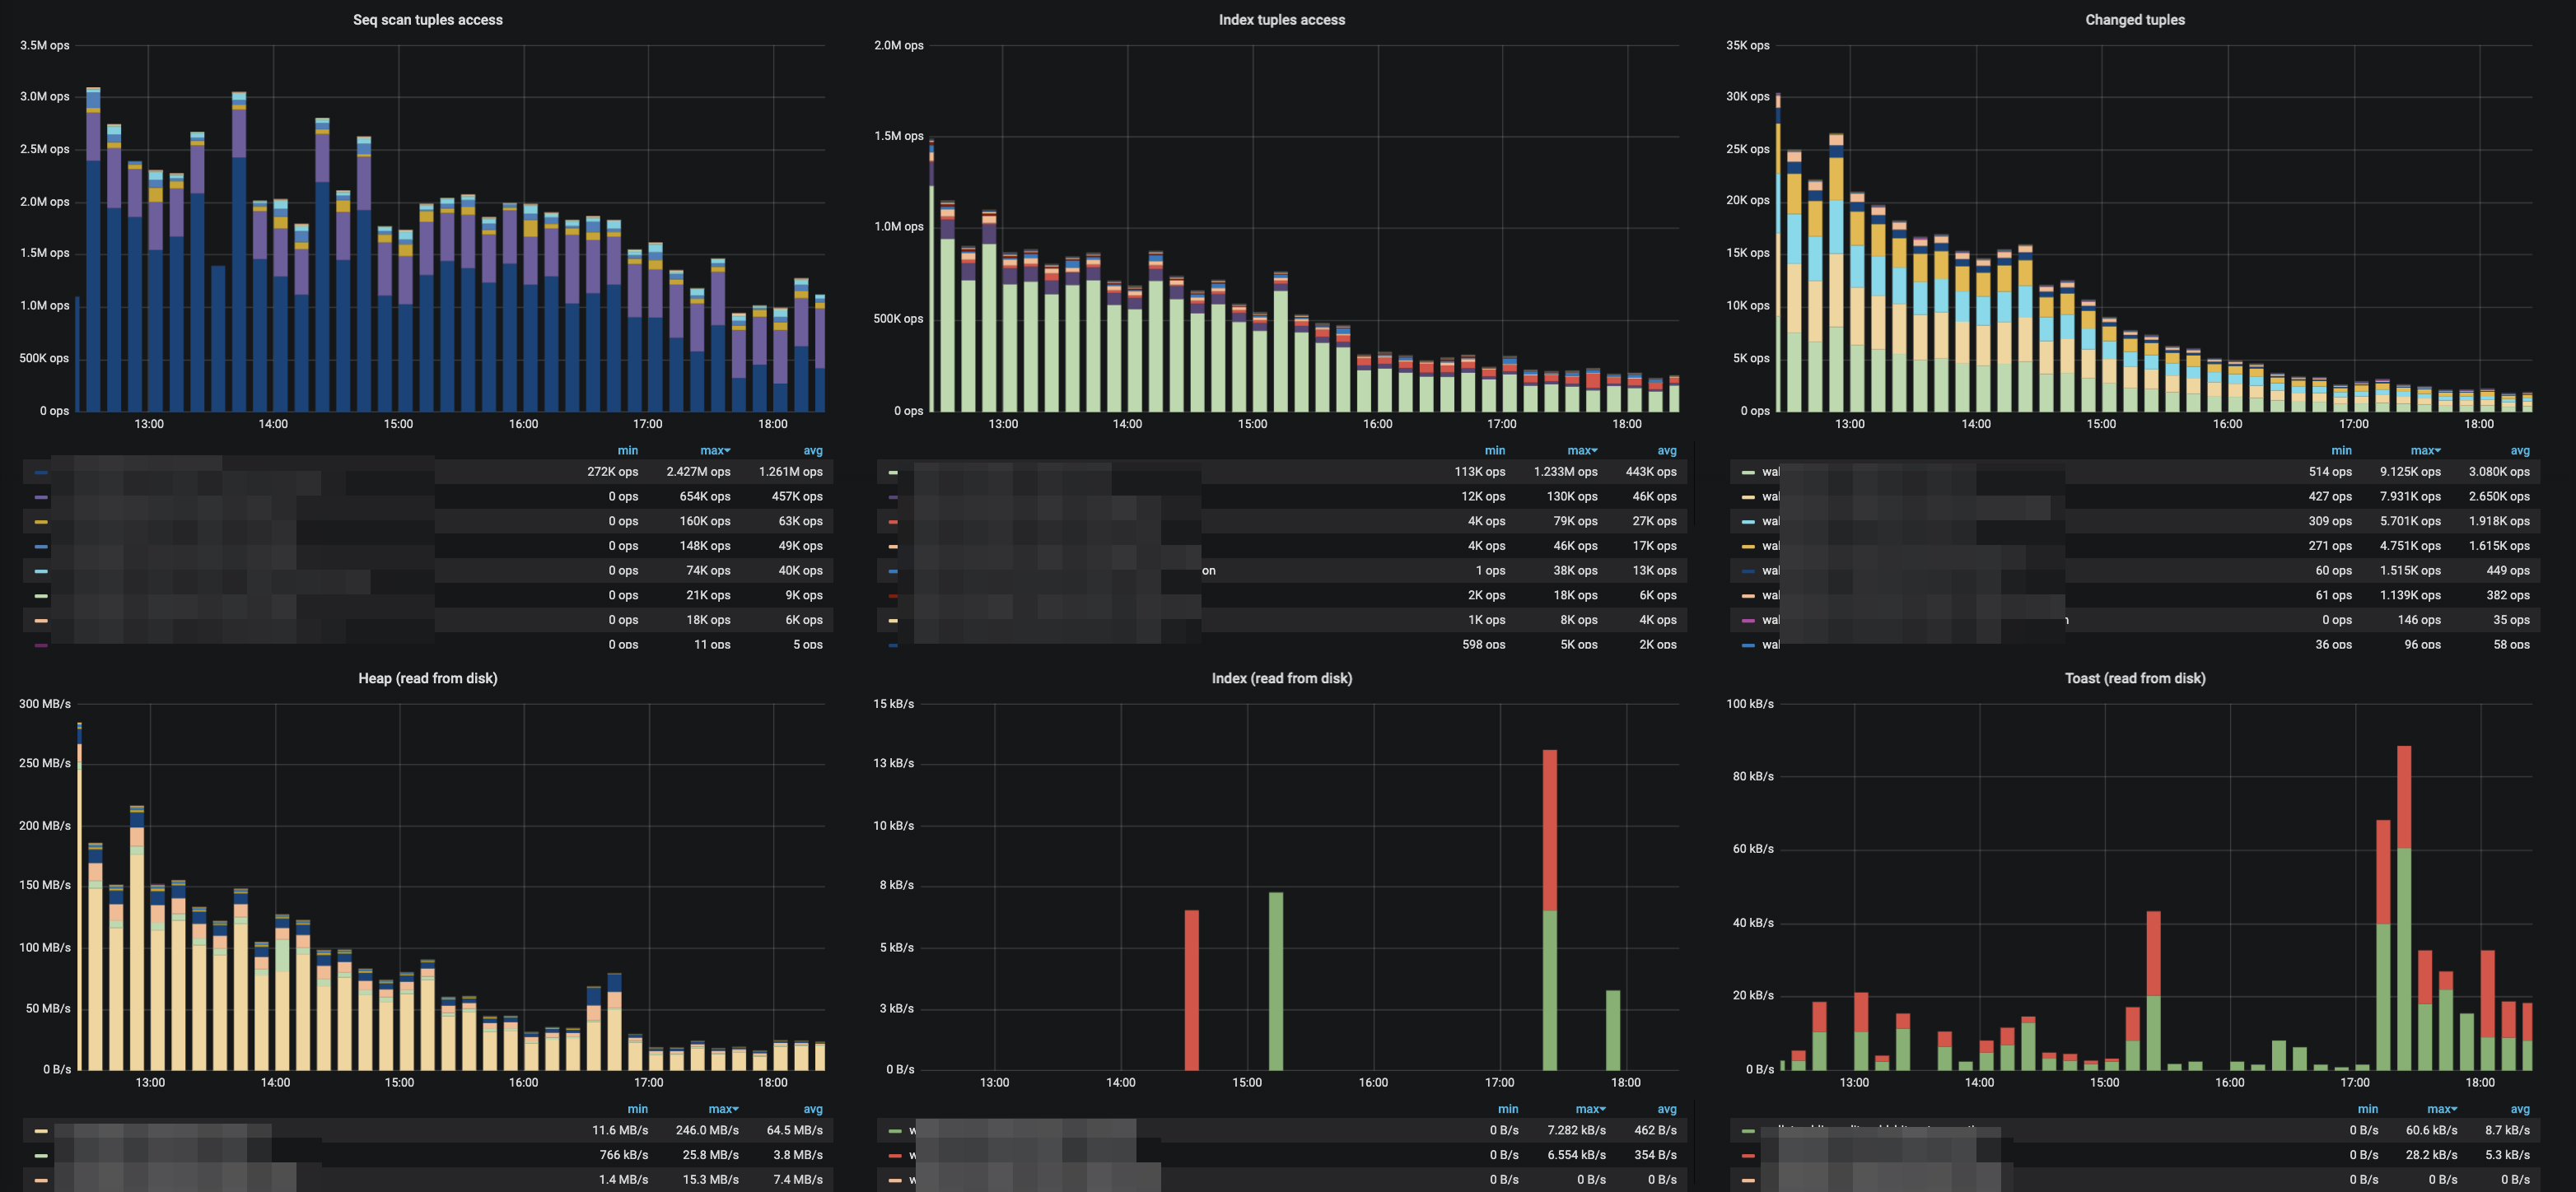 Seq scan tuples access
3.5M ops
3.0M ops
2.5M ops
2.0M ops
1.5M ops
1.0M ops
500K ops
0 ops
13:00 14:00 15:00 16:00 17:00 18:00
min max avg
272K ops 2.427M ops 1.261M ops
0 ops 654K ops 457K ops
0 ops 160K ops 63K ops
0 ops 148K ops 49K ops
0 ops 74K ops 40K ops
0 ops 21K ops 9K ops
0 ops 18K ops 6K ops
0 ops 11 ops 5 ops
Index tuples access
2.0M ops
1.5M ops
1.0M ops
500K ops
0 ops
13:00 14:00 15:00 16:00 17:00 18:00
min max avg
113K ops 1.233M ops 443K ops
12K ops 130K ops 46K ops
4K ops 79K ops 27K ops
4K ops 46K ops 17K ops
on 1 ops 38K ops 13K ops
2K ops 18K ops 6K ops
1K ops 8K ops 4K ops
598 ops 5K ops 2K ops
Changed tuples
35K ops
30K ops
25K ops
20K ops
15K ops
10K ops
5K ops
0 ops
13:00 14:00 15:00 16:00 17:00 18:00
min max avg
wal 514 ops 9.125K ops 3.080K ops
wal 427 ops 7.931K ops 2.650K ops
wal 309 ops 5.701K ops 1.918K ops
wal 271 ops 4.751K ops 1.615K ops
wal 60 ops 1.515K ops 449 ops
wal 61 ops 1.139K ops 382 ops
wal 0 ops 146 ops 35 ops
wal 36 ops 96 ops 58 ops
Heap (read from disk)
300 MB/s
250 MB/s
200 MB/s
150 MB/s
100 MB/s
50 MB/s
0 B/s
13:00 14:00 15:00 16:00 17:00 18:00
min max avg
11.6 MB/s 246.0 MB/s 64.5 MB/s
766 kB/s 25.8 MB/s 3.8 MB/s
1.4 MB/s 15.3 MB/s 7.4 MB/s
Index (read from disk)
15 kB/s
13 kB/s
10 kB/s
8 kB/s
5 kB/s
3 kB/s
0 B/s
13:00 14:00 15:00 16:00 17:00 18:00
min max avg
w 0 B/s 7.282 kB/s 462 B/s
w 0 B/s 6.554 kB/s 354 B/s
w 0 B/s 0 B/s 0 B/s
Toast (read from disk)
100 kB/s
80 kB/s
60 kB/s
40 kB/s
20 kB/s
0 B/s
13:00 14:00 15:00 16:00 17:00 18:00
min max avg
0 B/s 60.6 kB/s 8.7 kB/s
0 B/s 28.2 kB/s 5.3 kB/s
0 B/s 0 B/s 0 B/s